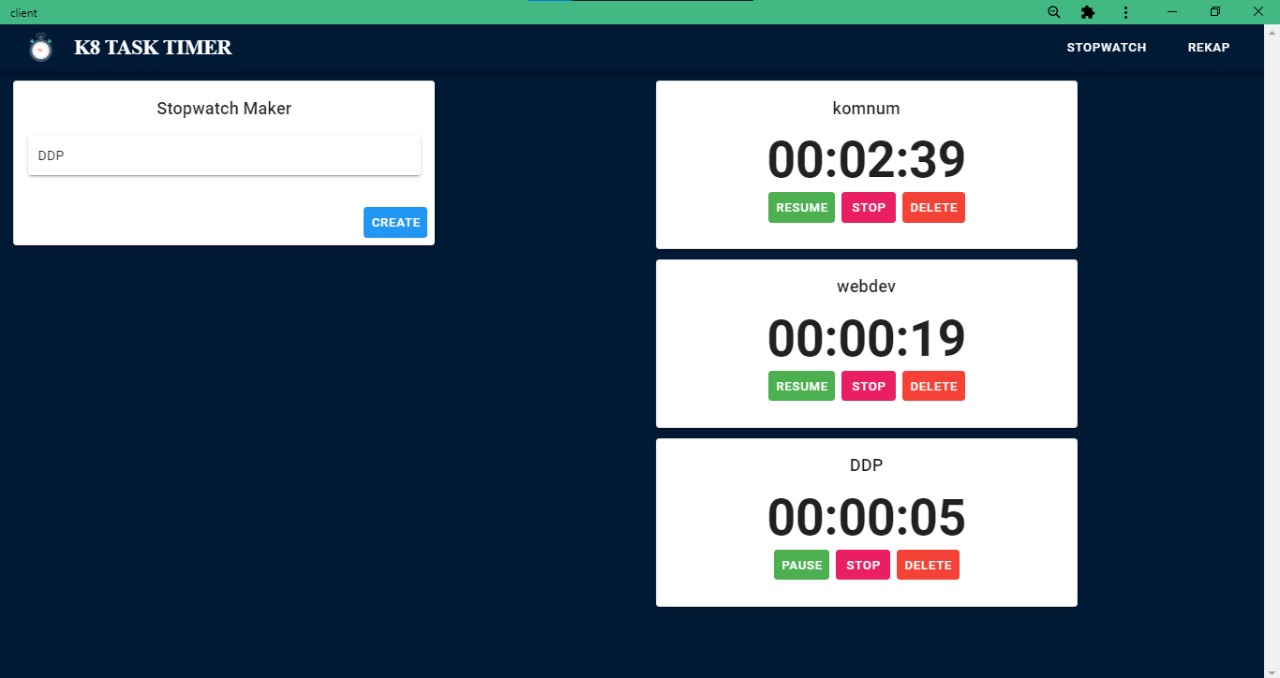 client
K8 TASK TIMER
STOPWATCH REKAP
Stopwatch Maker
DDP
CREATE
komnum
00:02:39
RESUME STOP DELETE
webdev
00:00:19
RESUME STOP DELETE
DDP
00:00:05
PAUSE STOP DELETE